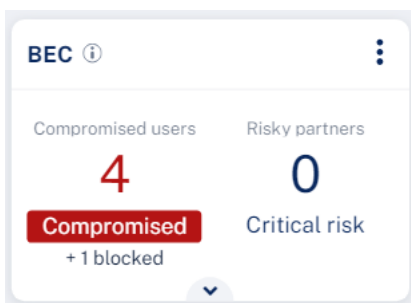 BEC
Compromised users
4
Compromised
+ 1 blocked
Risky partners
0
Critical risk